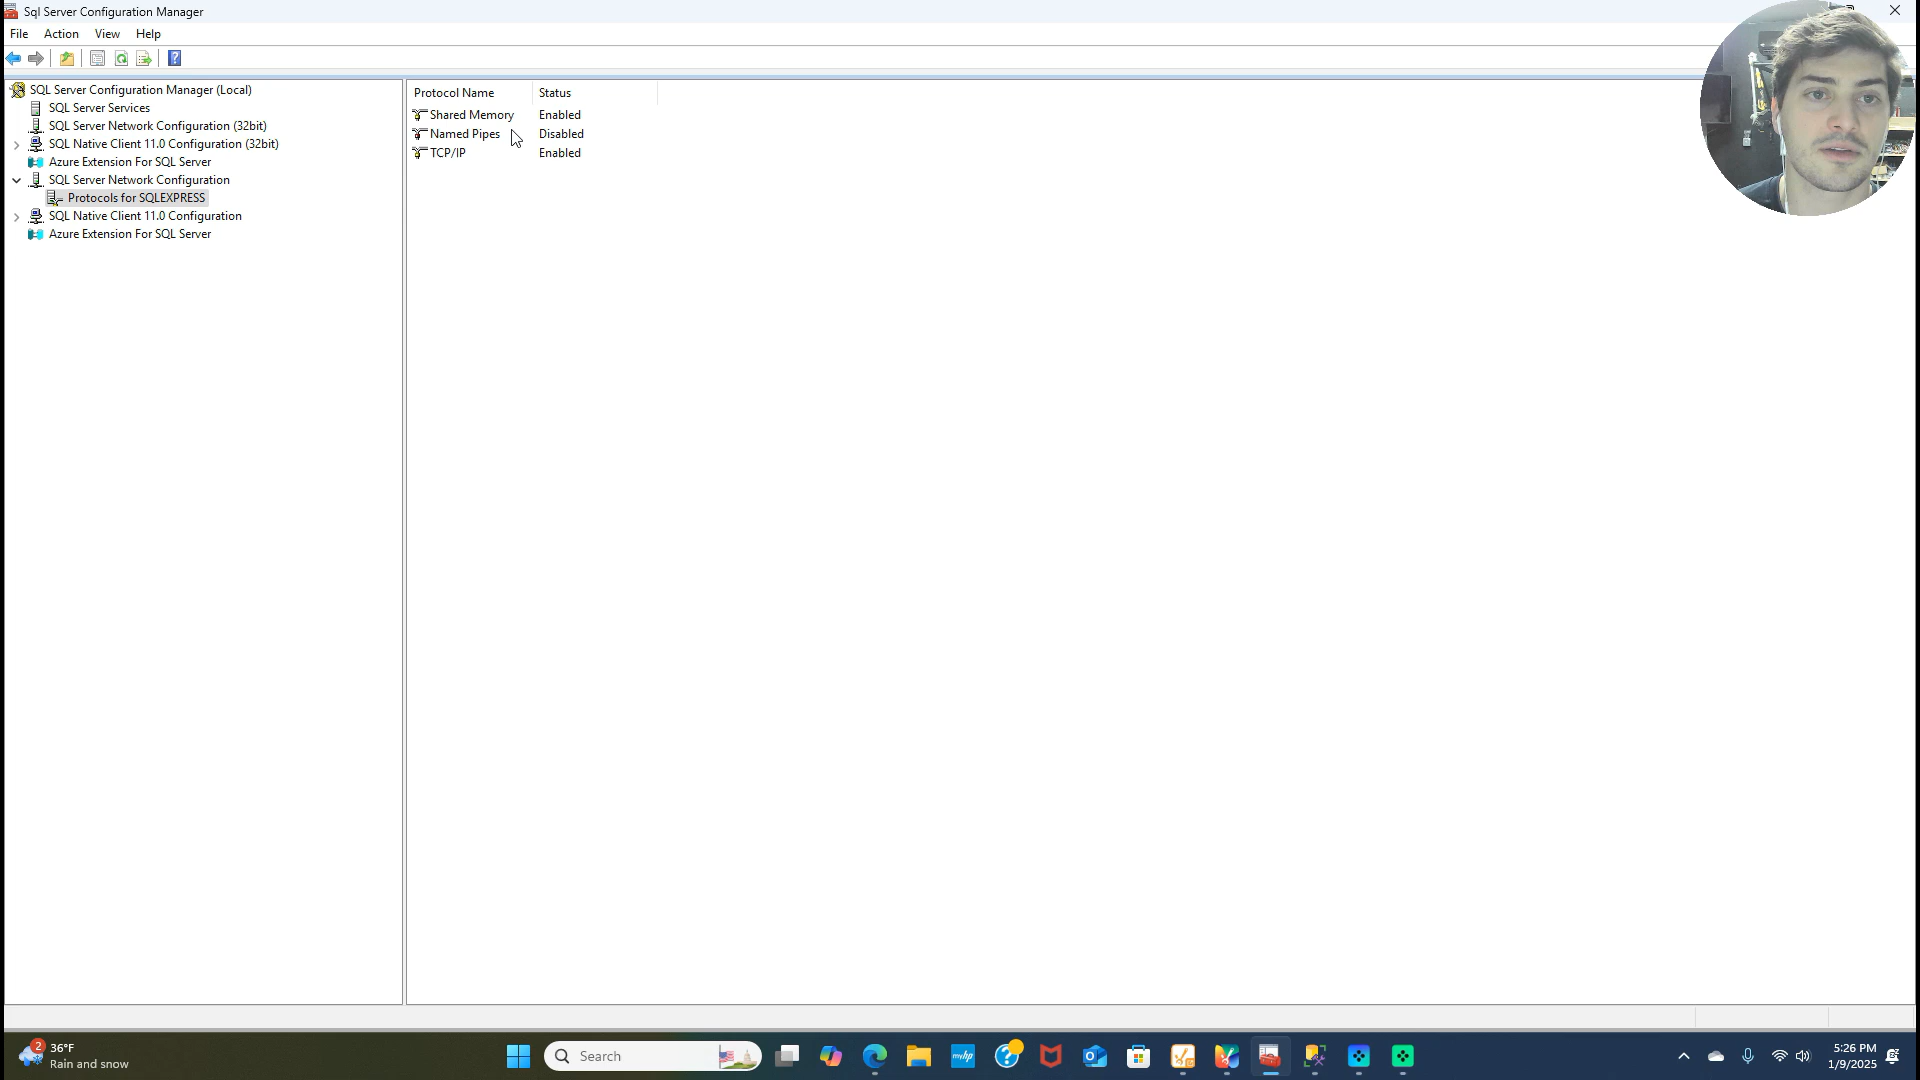 Sql Server Configuration Manager
File Action View Help
SQL Server Configuration Manager (Local)
SQL Server Services
SQL Server Network Configuration (32bit)
SQL Native Client 11.0 Configuration (32bit)
Azure Extension For SQL Server
SQL Server Network Configuration
Protocols for SQLEXPRESS
SQL Native Client 11.0 Configuration
Azure Extension For SQL Server
Protocol Name Status
Shared Memory Enabled
Named Pipes Disabled
TCP/IP Enabled
2
36°F
Rain and snow
Search
myhp
5:26 PM
1/9/2025